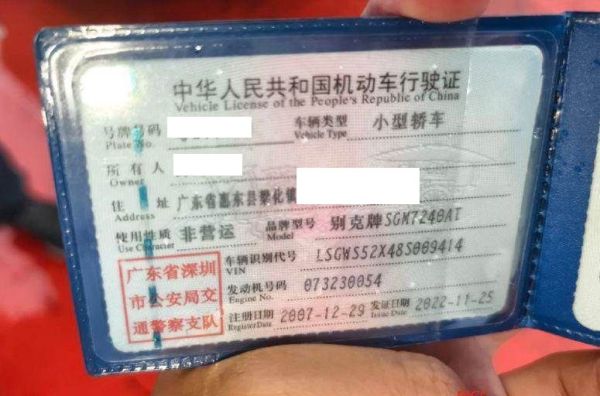 中华人民共和国机动车行驶证
Vehicle License of the People's Republic of China
号牌号码
Plate No.
车辆类型 小型轿车
Vehicle Type
所有人
Owner
住址 广东省惠东县梁化镇
Address
使用性质 非营运
Use Character
品牌型号 别克牌SGM7240AT
Model
车辆识别代号 LSGWS52X48S009414
VIN
广东省深圳
市公安局交
通警察支队
发动机号码 073230054
Engine No.
注册日期 2007-12-29
Register Date
发证日期 2022-11-25
Issue Date